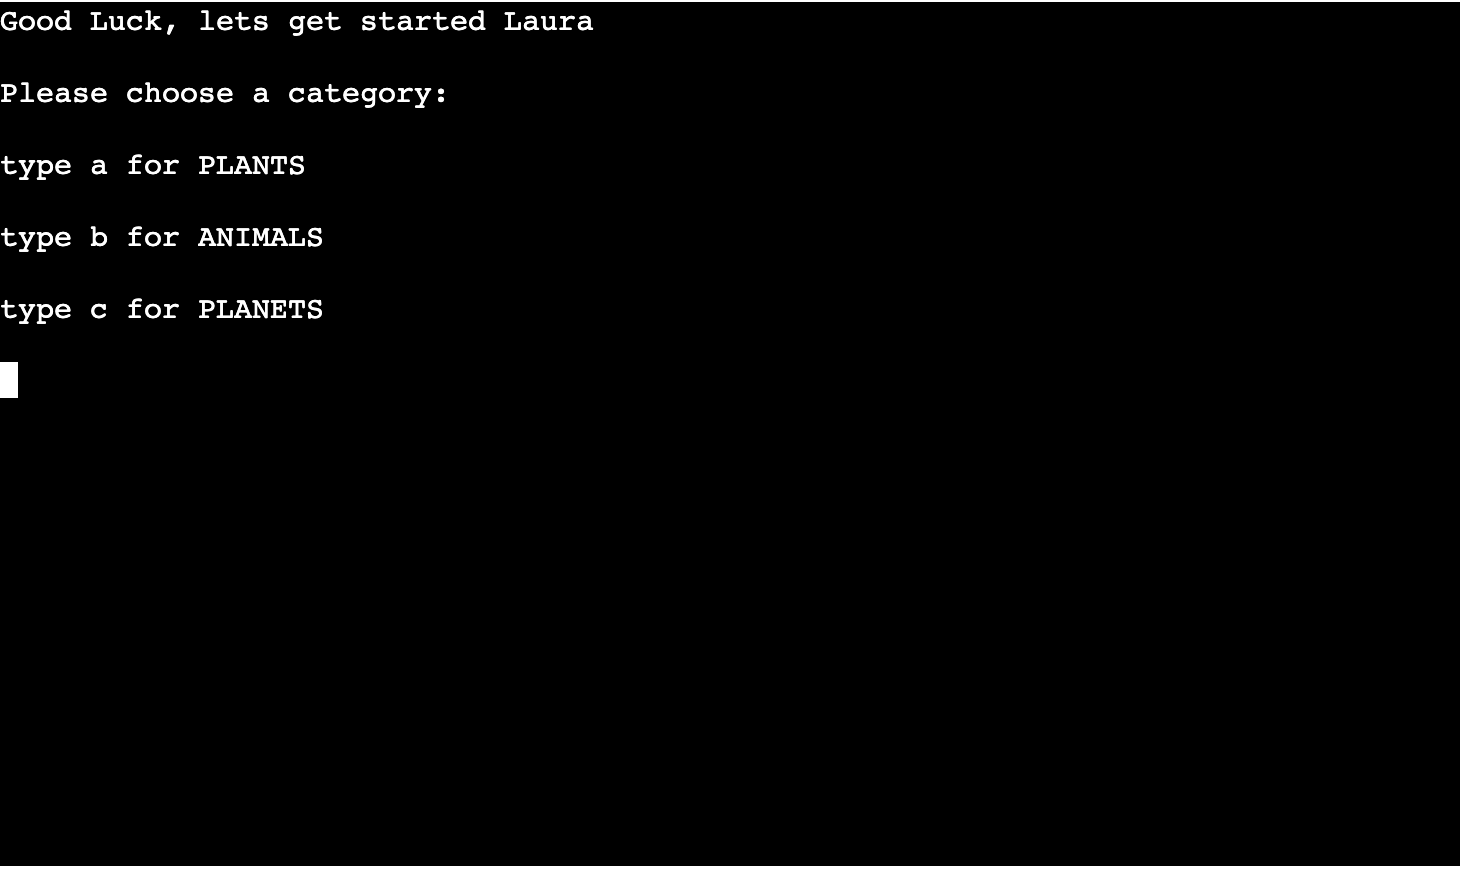 Good Luck, lets get started Laura
Please choose a category:
type a for PLANTS
type b for ANIMALS
type c for PLANETS